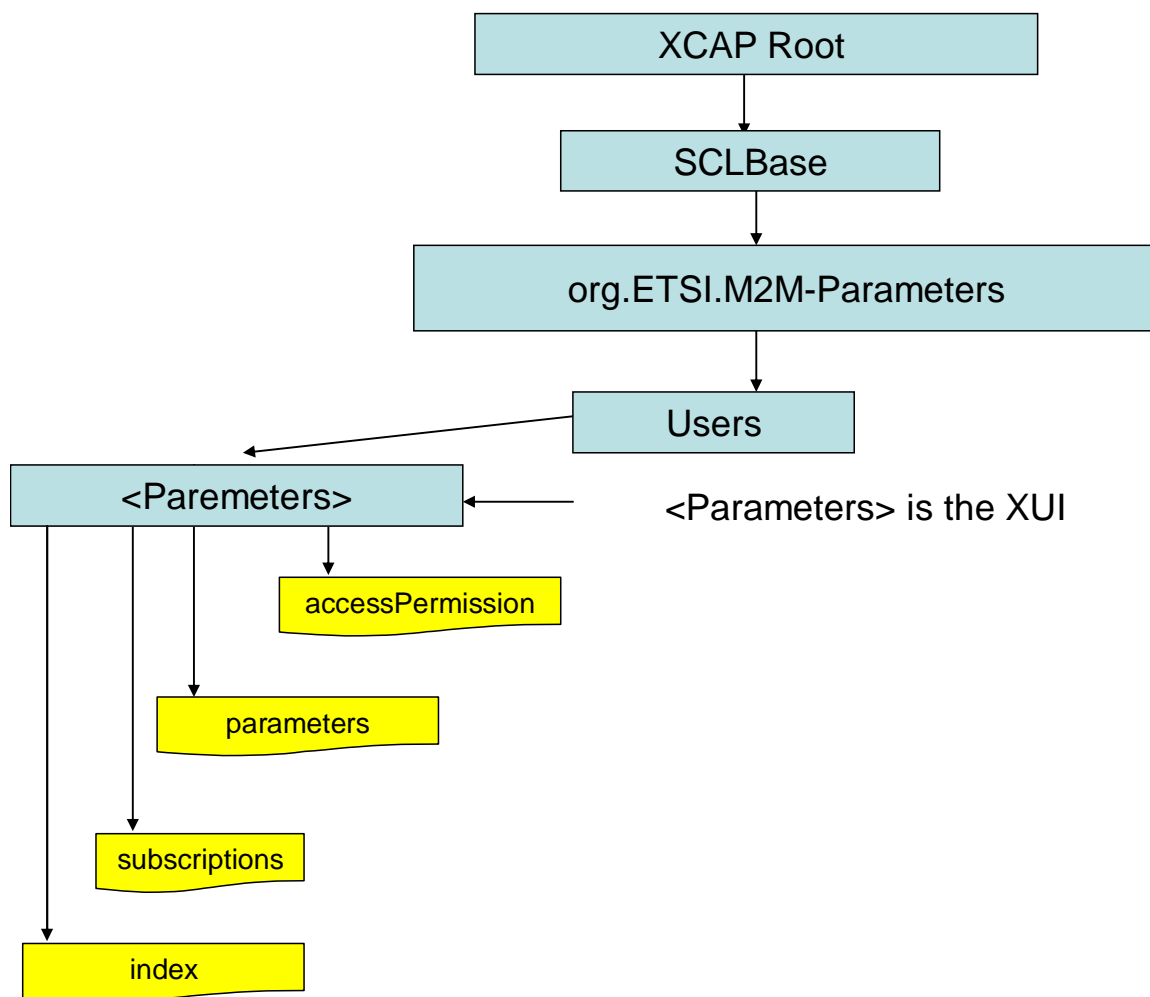 XCAP Root
SCLBase
org.ETSI.M2M-Parameters
Users
<Paremeters>
<Parameters> is the XUI
accessPermission
parameters
subscriptions
index